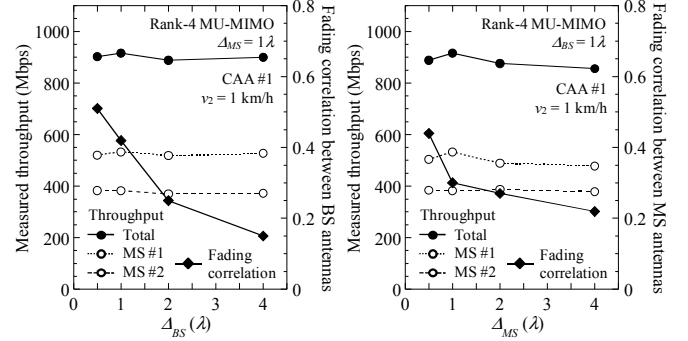 Rank-4 MU-MIMO
Δ_MS = 1λ
CAA #1
v₂ = 1 km/h
Measured throughput (Mbps)
1000
800
600
400
200
0
Fading correlation between BS antennas
0.8
0.6
0.4
0.2
0
Throughput
Total
MS #1
MS #2
Fading
correlation
0 1 2 3 4
Δ_BS (λ)
Rank-4 MU-MIMO
Δ_BS = 1λ
CAA #1
v₂ = 1 km/h
Measured throughput (Mbps)
1000
800
600
400
200
0
Fading correlation between MS antennas
0.8
0.6
0.4
0.2
0
Throughput
Total
MS #1
MS #2
Fading
correlation
0 1 2 3 4
Δ_MS (λ)